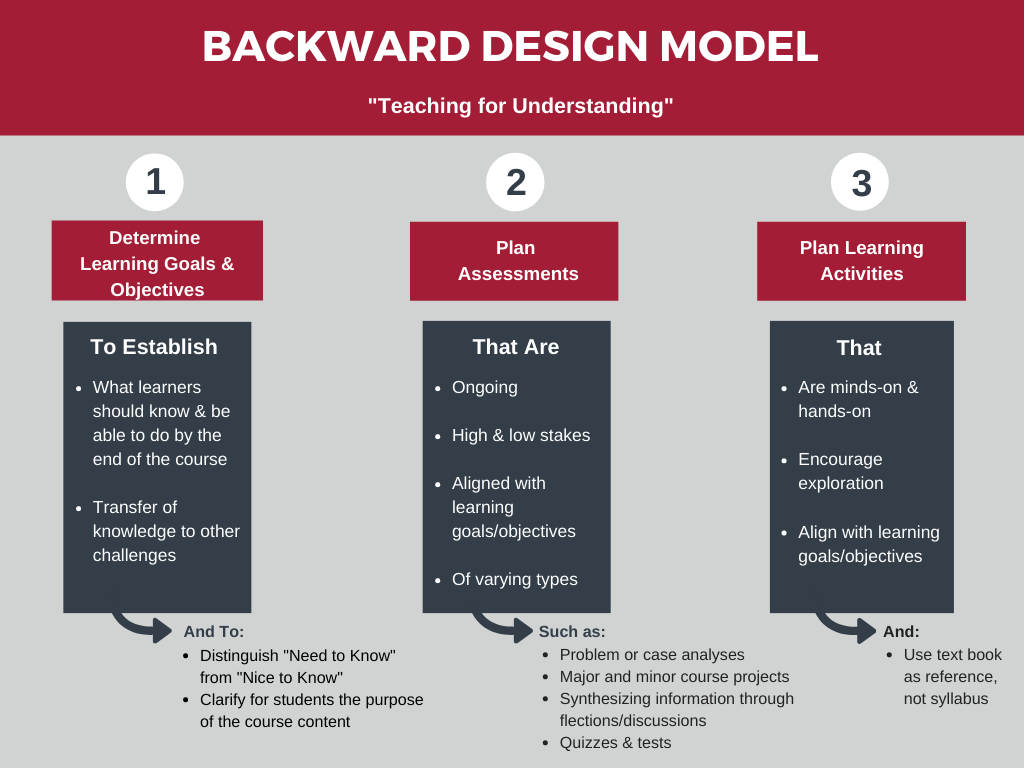 BACKWARD DESIGN MODEL
"Teaching for Understanding"
1
Determine
Learning Goals &
Objectives
To Establish
• What learners
should know & be
able to do by the
end of the course
• Transfer of
knowledge to other
challenges
And To:
• Distinguish "Need to Know"
from "Nice to Know"
• Clarify for students the purpose
of the course content
2
Plan
Assessments
That Are
• Ongoing
• High & low stakes
• Aligned with
learning
goals/objectives
• Of varying types
Such as:
• Problem or case analyses
• Major and minor course projects
• Synthesizing information through
flections/discussions
• Quizzes & tests
3
Plan Learning
Activities
That
• Are minds-on &
hands-on
• Encourage
exploration
• Align with learning
goals/objectives
And:
• Use text book
as reference,
not syllabus